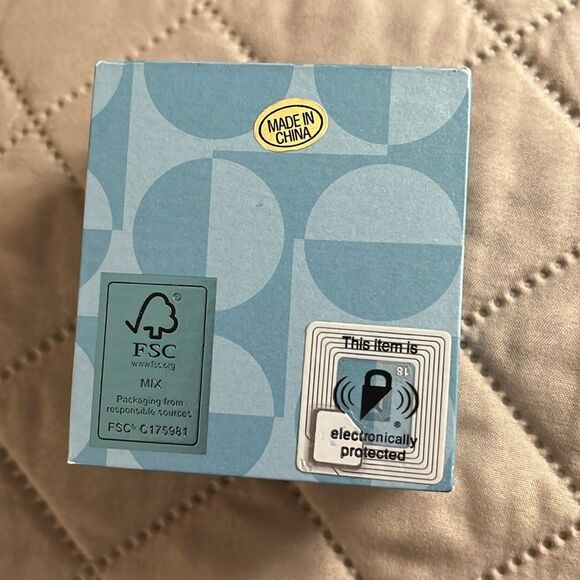 MADE IN
CHINA
FSC
www.fsc.org
MIX
Packaging from
responsible sources
FSC® C175981
This item is
18
®
electronically
protected